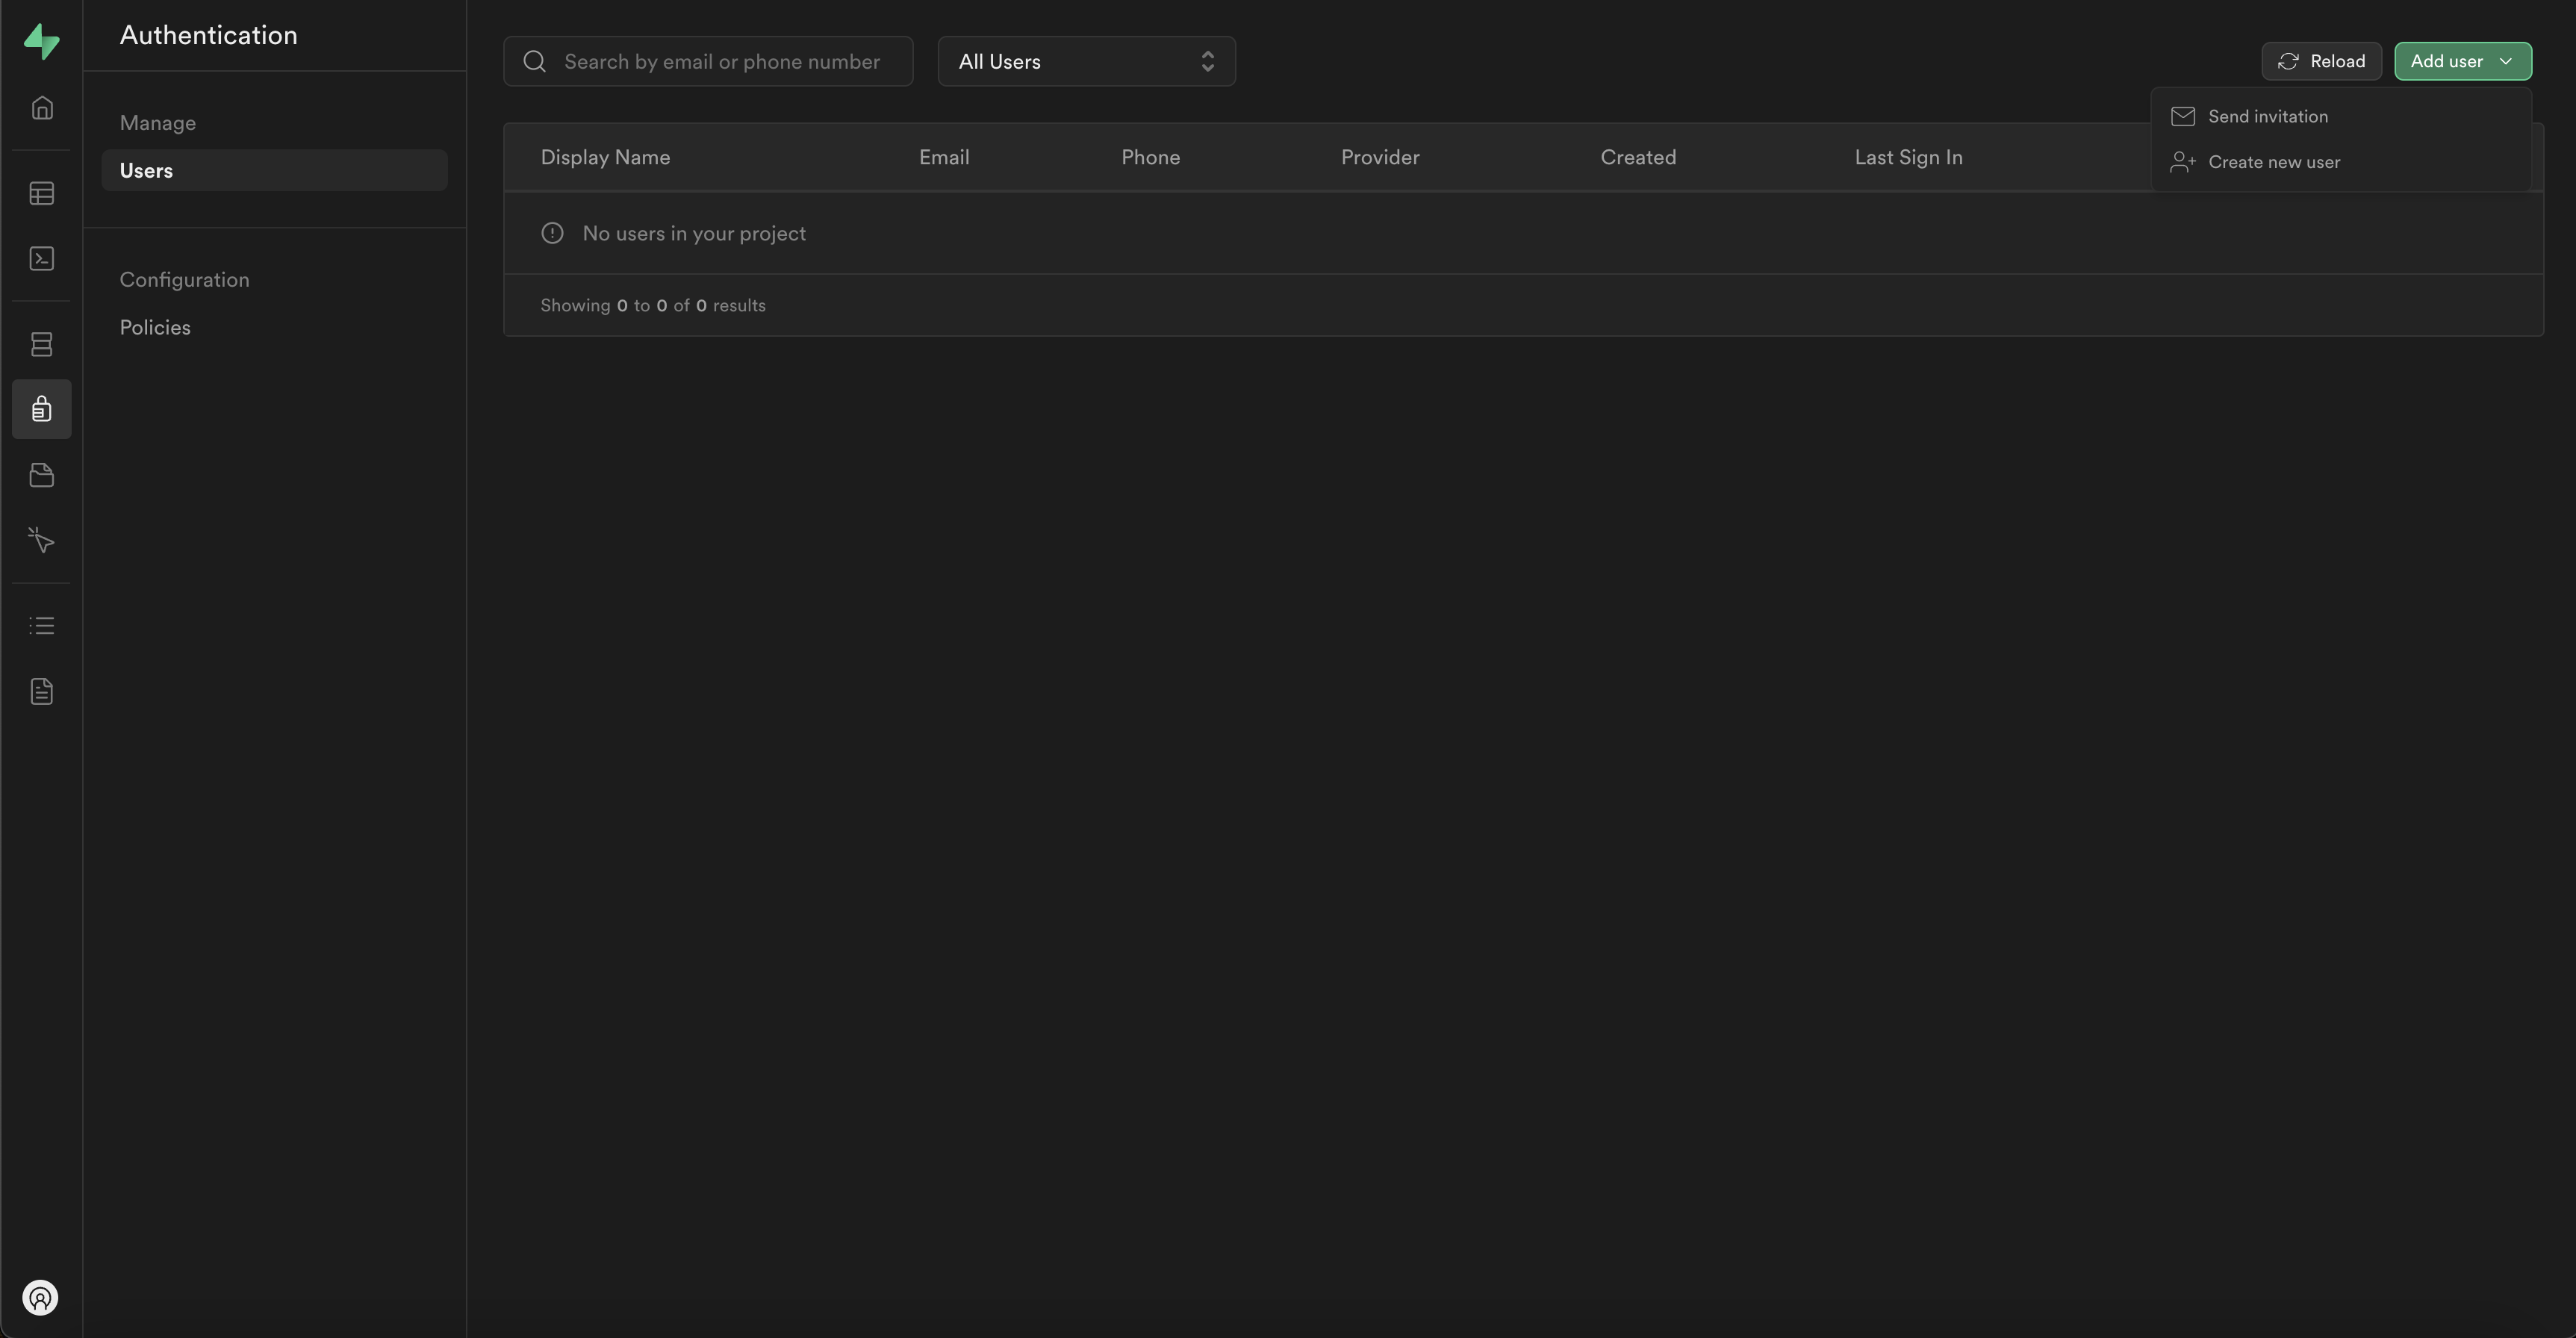 Authentication
Manage
Users
Configuration
Policies
Search by email or phone number
All Users
Reload
Add user
Send invitation
Create new user
Display Name Email Phone Provider Created Last Sign In
No users in your project
Showing 0 to 0 of 0 results